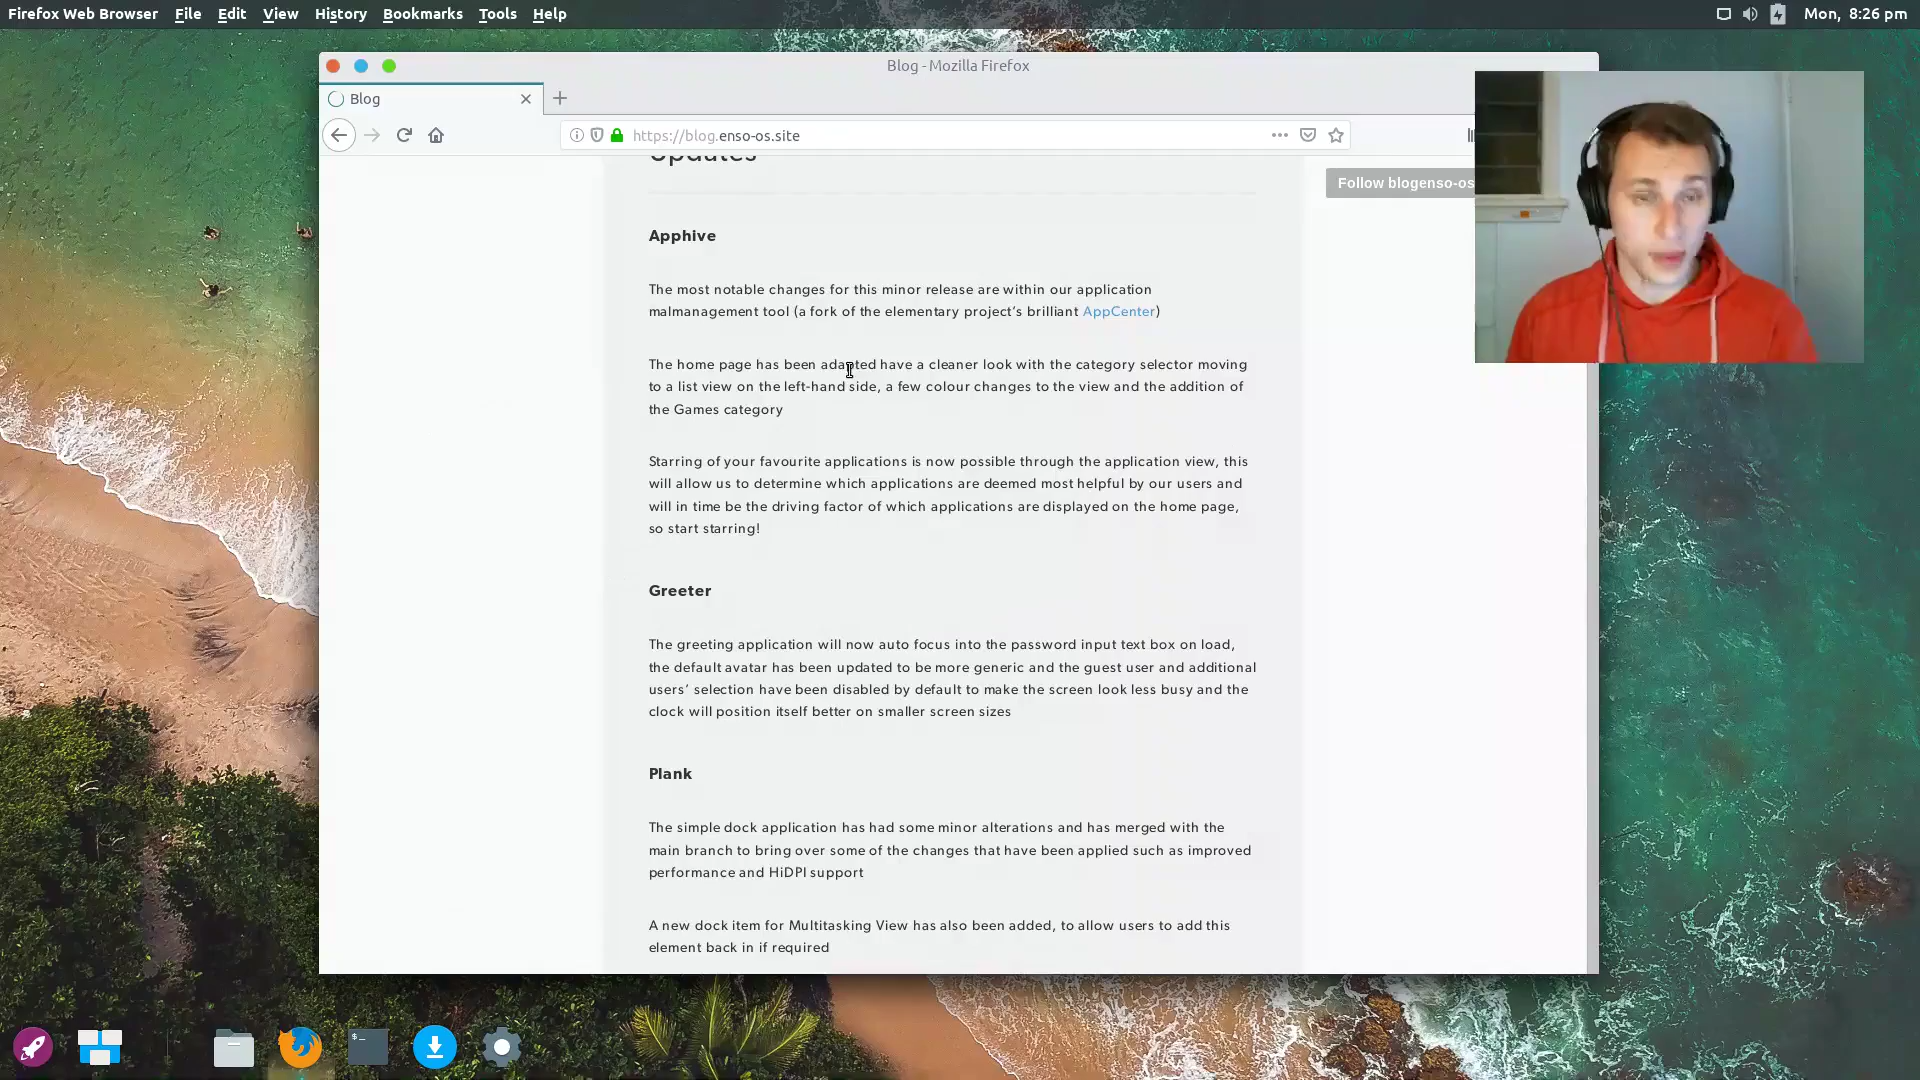 Firefox Web Browser File Edit View History Bookmarks Tools Help Mon, 8:26 pm
Blog - Mozilla Firefox
Blog
https://blog.enso-os.site
Updates
Follow blogenso-os
Apphive
The most notable changes for this minor release are within our application
malmanagement tool (a fork of the elementary project's brilliant AppCenter)
The home page has been adapted have a cleaner look with the category selector moving
to a list view on the left-hand side, a few colour changes to the view and the addition of
the Games category
Starring of your favourite applications is now possible through the application view, this
will allow us to determine which applications are deemed most helpful by our users and
will in time be the driving factor of which applications are displayed on the home page,
so start starring!
Greeter
The greeting application will now auto focus into the password input text box on load,
the default avatar has been updated to be more generic and the guest user and additional
users' selection have been disabled by default to make the screen look less busy and the
clock will position itself better on smaller screen sizes
Plank
The simple dock application has had some minor alterations and has merged with the
main branch to bring over some of the changes that have been applied such as improved
performance and HiDPI support
A new dock item for Multitasking View has also been added, to allow users to add this
element back in if required